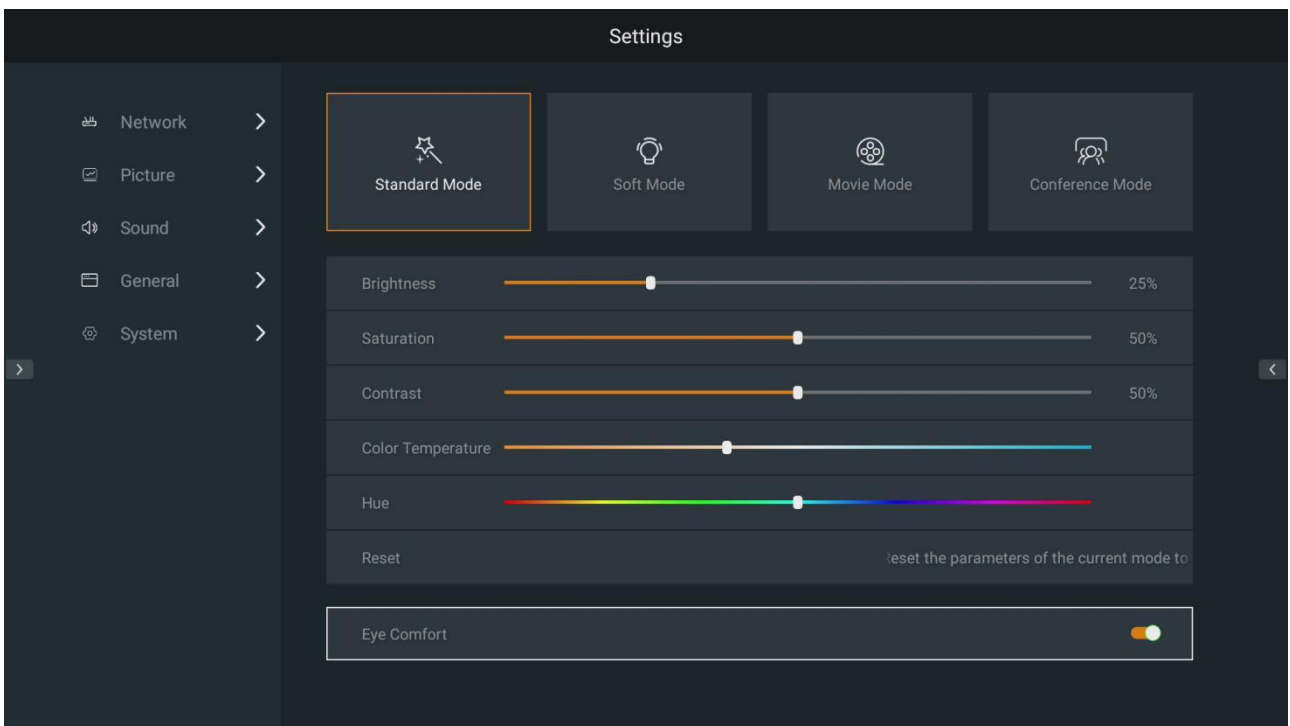 Settings
Network
Picture
Sound
General
System
Standard Mode
Soft Mode
Movie Mode
Conference Mode
Brightness 25%
Saturation 50%
Contrast 50%
Color Temperature
Hue
Reset eset the parameters of the current mode to
Eye Comfort